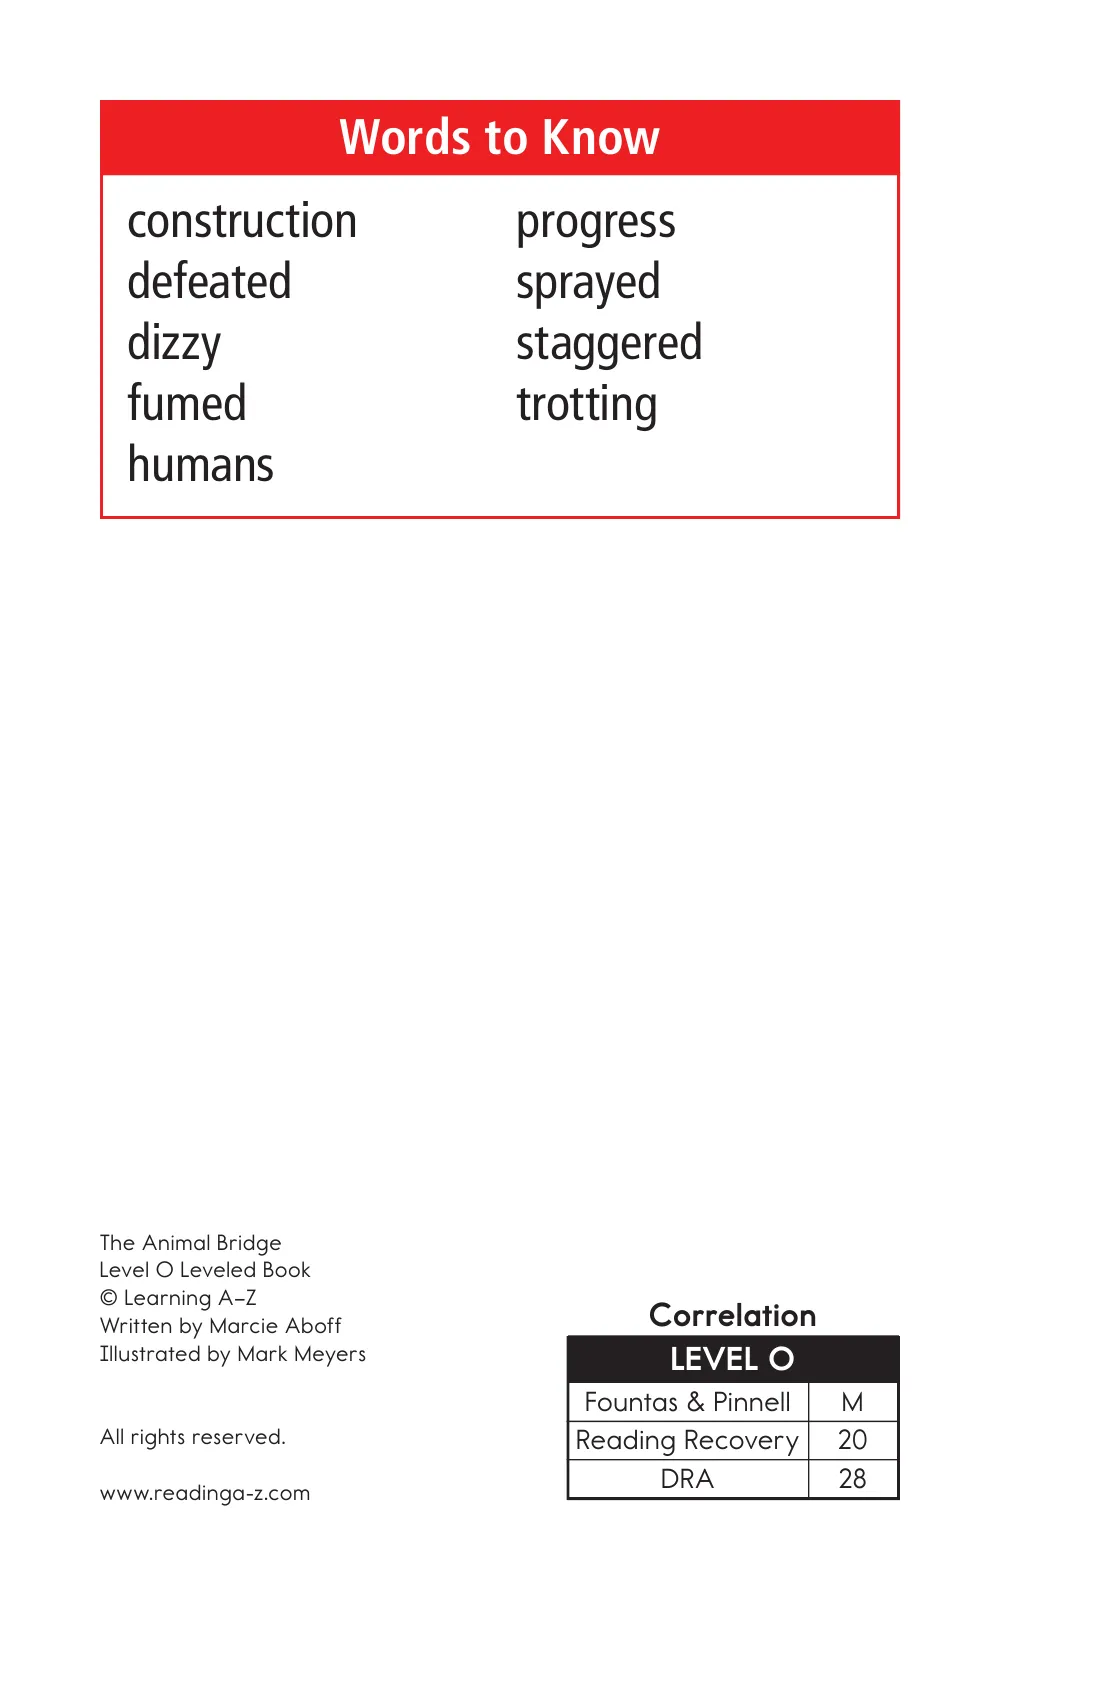 Words to Know
construction
defeated
dizzy
fumed
humans
progress
sprayed
staggered
trotting
The Animal Bridge
Level O Leveled Book
© Learning A–Z
Written by Marcie Aboff
Illustrated by Mark Meyers
All rights reserved.
www.readinga-z.com
Correlation
LEVEL O
Fountas & Pinnell M
Reading Recovery 20
DRA 28